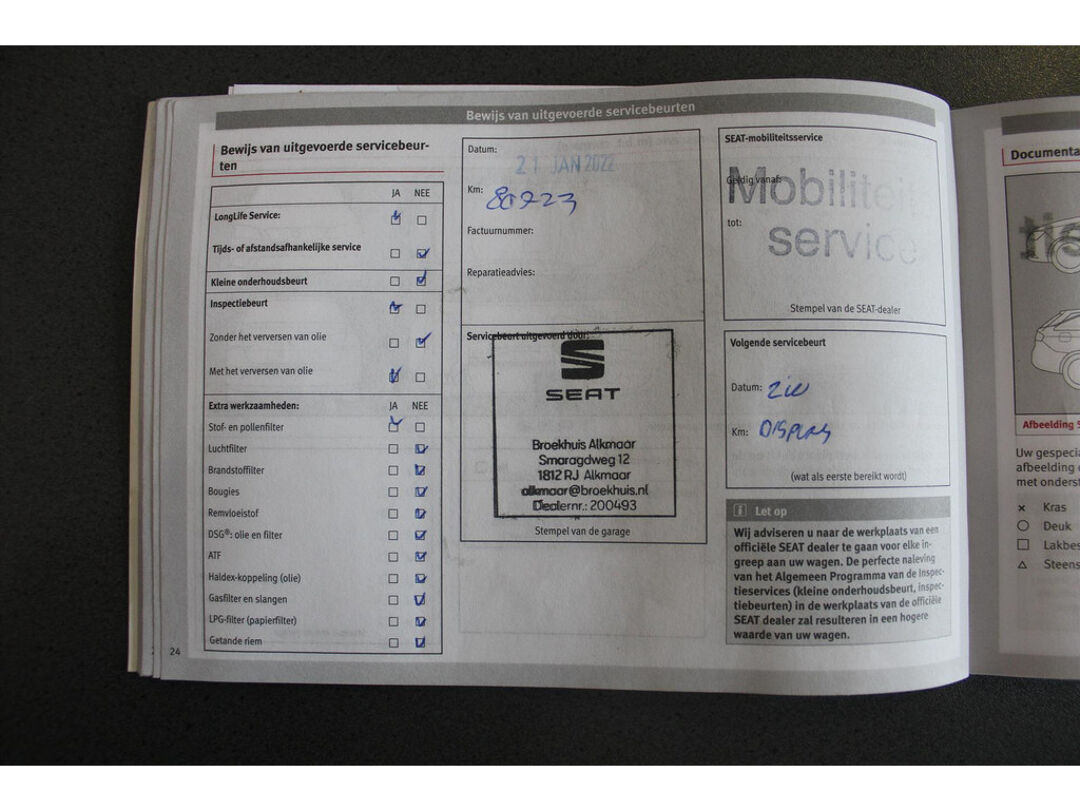 Bewijs van uitgevoerde servicebeurten
Bewijs van uitgevoerde servicebeur-
ten
JA NEE
LongLife Service:
Tijds- of afstandsafhankelijke service
Kleine onderhoudsbeurt
Inspectiebeurt
Zonder het verversen van olie
Met het verversen van olie
Extra werkzaamheden: JA NEE
Stof- en pollenfilter
Luchtfilter
Brandstoffilter
Bougies
Remvloeistof
DSG®: olie en filter
ATF
Haldex-koppeling (olie)
Gasfilter en slangen
LPG-filter (papierfilter)
Getande riem
24
Datum:
21 JAN 2022
Km: 80723
Factuurnummer:
Reparatieadvies:
Servicebeurt uitgevoerd door:
SEAT
Broekhuis Alkmaar
Smaragdweg 12
1812 RJ Alkmaar
alkmaar@broekhuis.nl
Dealernr.: 200493
Stempel van de garage
SEAT-mobiliteitsservice
Geldig vanaf:
Mobilitei
tot:
service
Stempel van de SEAT-dealer
Volgende servicebeurt
Datum: zie
Km: DISPLAY
(wat als eerste bereikt wordt)
i Let op
Wij adviseren u naar de werkplaats van een
officiële SEAT dealer te gaan voor elke in-
greep aan uw wagen. De perfecte naleving
van het Algemeen Programma van de Inspec-
tieservices (kleine onderhoudsbeurt, inspec-
tiebeurten) in de werkplaats van de officiële
SEAT dealer zal resulteren in een hogere
waarde van uw wagen.
Documenta
tis
Afbeelding 5
Uw gespecia
afbeelding e
met onderst
Kras
Deuk
Lakbes
Steens